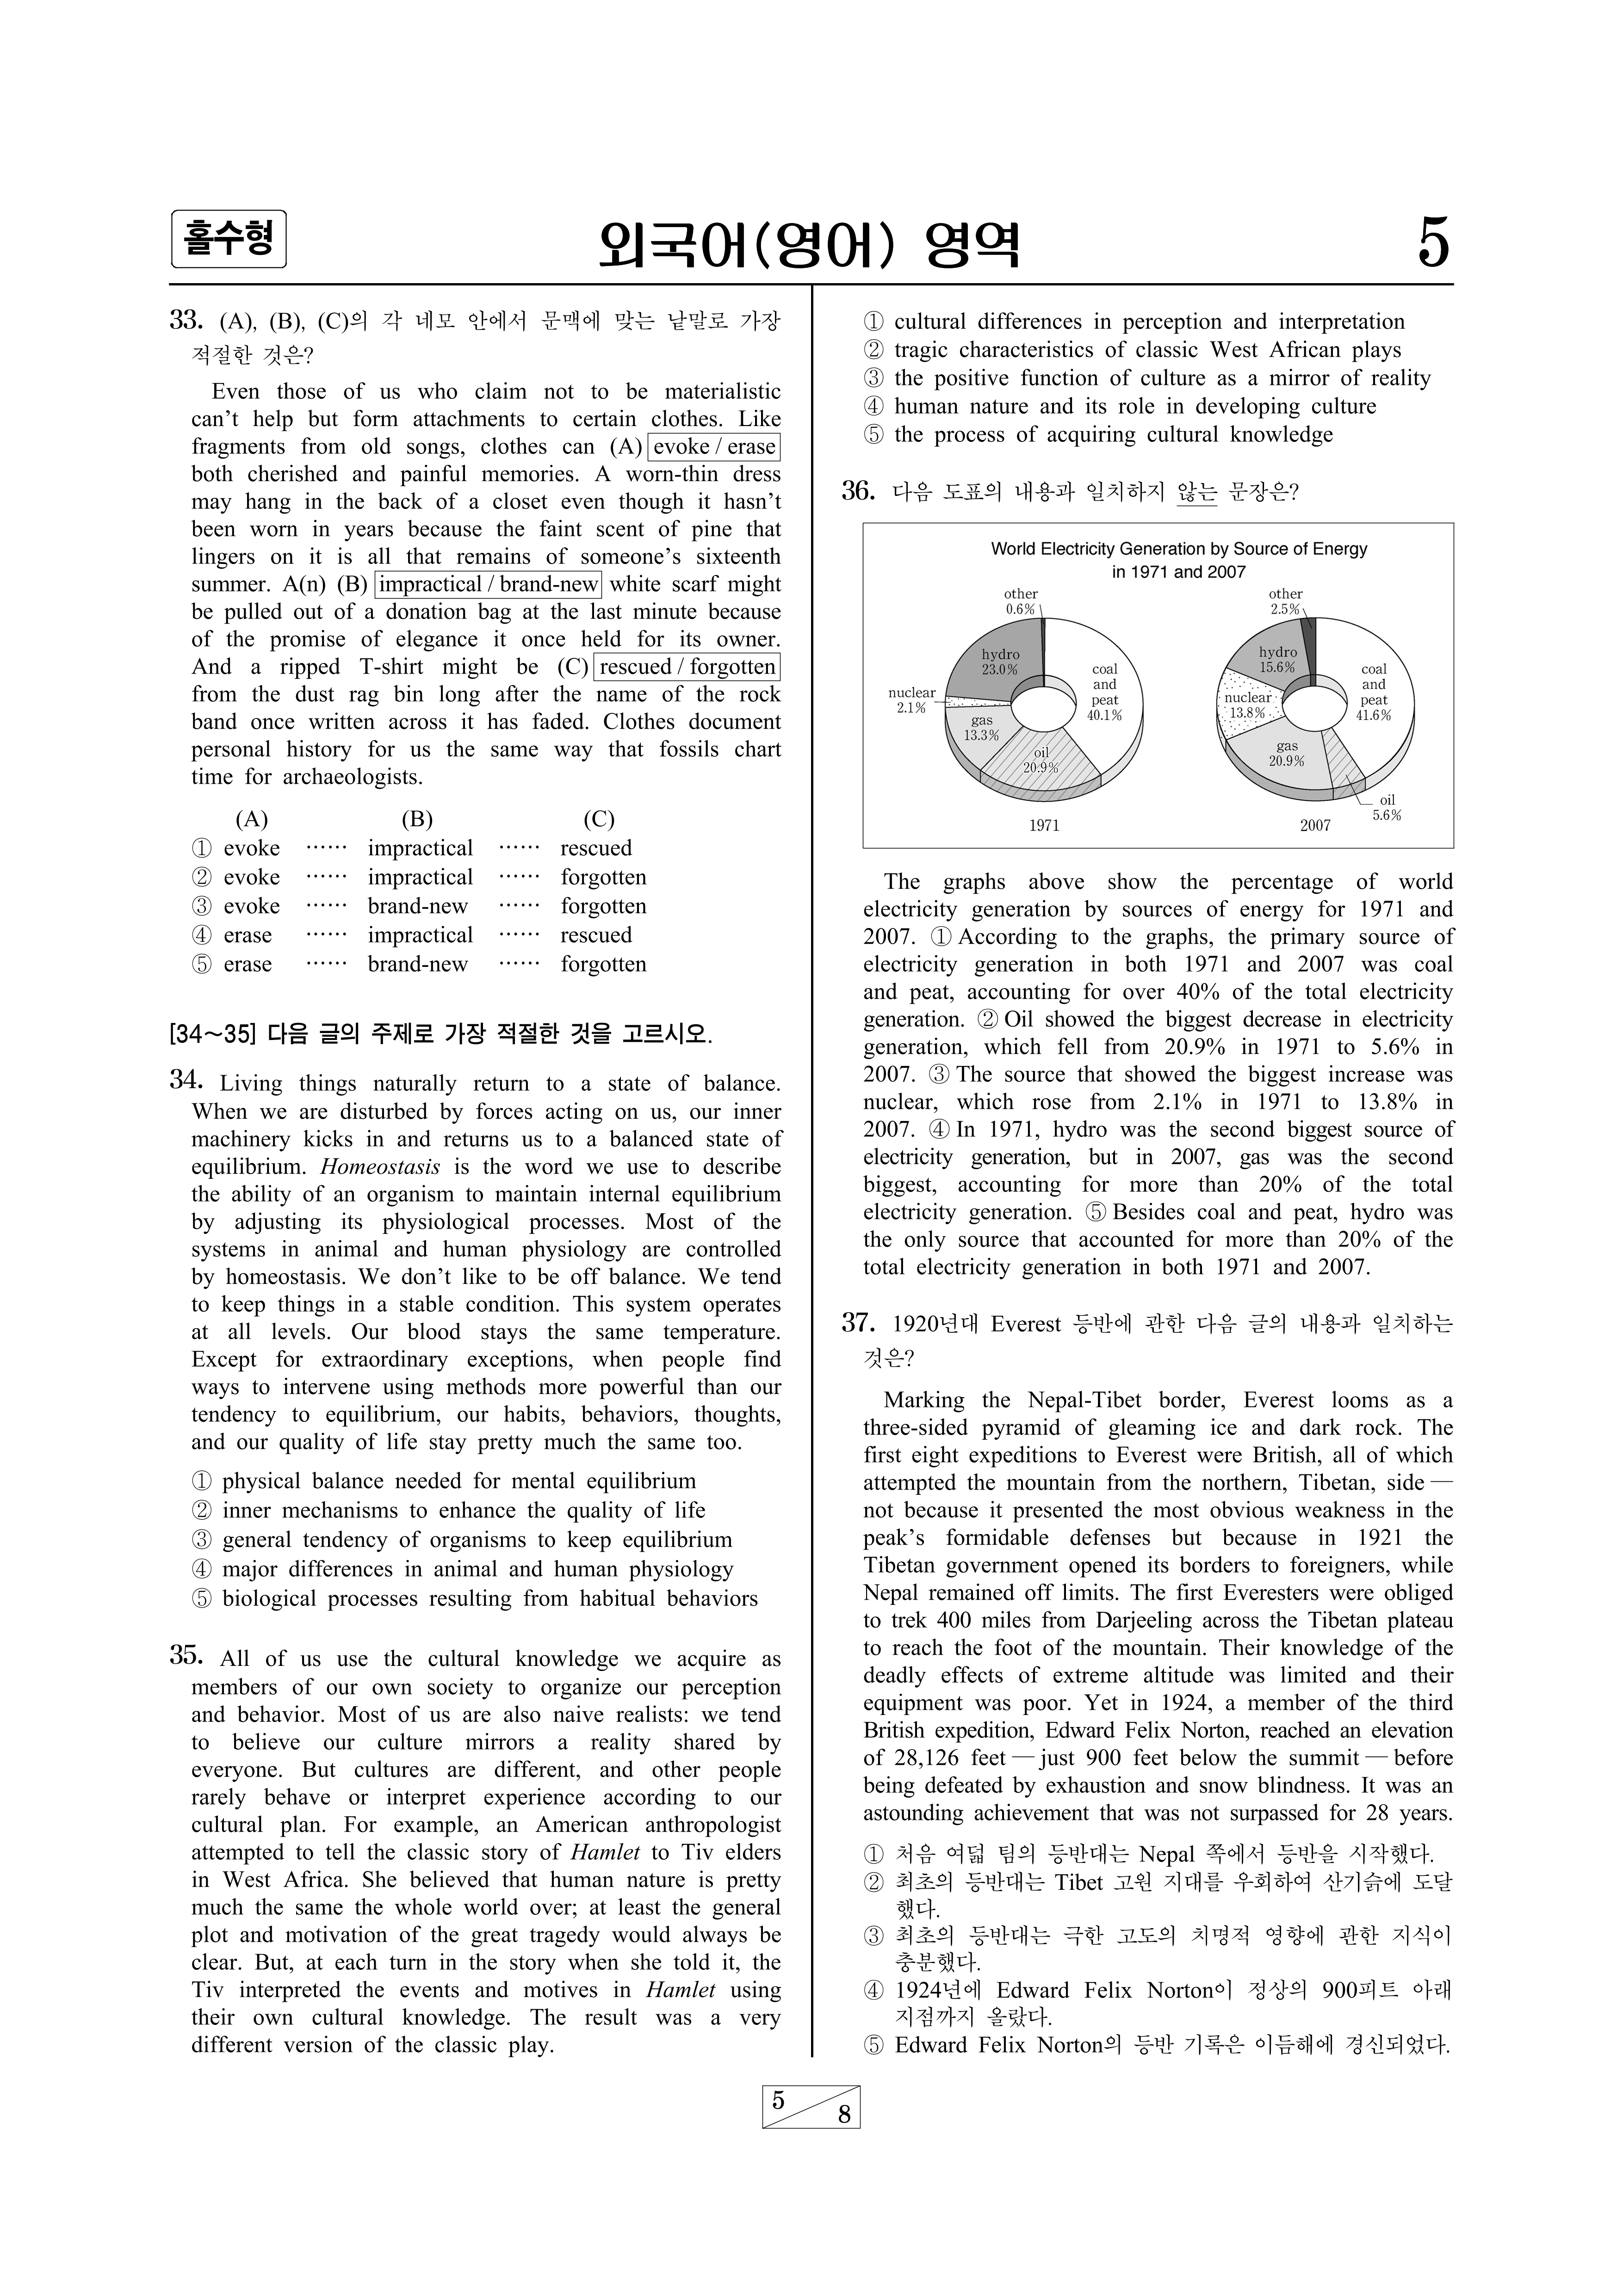 홀수형
외국어(영어) 영역
5
33. (A), (B), (C)의 각 네모 안에서 문맥에 맞는 낱말로 가장
적절한 것은?
Even those of us who claim not to be materialistic
can't help but form attachments to certain clothes. Like
fragments from old songs, clothes can (A) evoke / erase
both cherished and painful memories. A worn-thin dress
may hang in the back of a closet even though it hasn't
been worn in years because the faint scent of pine that
lingers on it is all that remains of someone's sixteenth
summer. A(n) (B) impractical / brand-new white scarf might
be pulled out of a donation bag at the last minute because
of the promise of elegance it once held for its owner.
And a ripped T-shirt might be (C) rescued / forgotten
from the dust rag bin long after the name of the rock
band once written across it has faded. Clothes document
personal history for us the same way that fossils chart
time for archaeologists.
(A) (B) (C)
① evoke …… impractical …… rescued
② evoke …… impractical …… forgotten
③ evoke …… brand-new …… forgotten
④ erase …… impractical …… rescued
⑤ erase …… brand-new …… forgotten
[34~35] 다음 글의 주제로 가장 적절한 것을 고르시오.
34. Living things naturally return to a state of balance.
When we are disturbed by forces acting on us, our inner
machinery kicks in and returns us to a balanced state of
equilibrium. Homeostasis is the word we use to describe
the ability of an organism to maintain internal equilibrium
by adjusting its physiological processes. Most of the
systems in animal and human physiology are controlled
by homeostasis. We don't like to be off balance. We tend
to keep things in a stable condition. This system operates
at all levels. Our blood stays the same temperature.
Except for extraordinary exceptions, when people find
ways to intervene using methods more powerful than our
tendency to equilibrium, our habits, behaviors, thoughts,
and our quality of life stay pretty much the same too.
① physical balance needed for mental equilibrium
② inner mechanisms to enhance the quality of life
③ general tendency of organisms to keep equilibrium
④ major differences in animal and human physiology
⑤ biological processes resulting from habitual behaviors
35. All of us use the cultural knowledge we acquire as
members of our own society to organize our perception
and behavior. Most of us are also naive realists: we tend
to believe our culture mirrors a reality shared by
everyone. But cultures are different, and other people
rarely behave or interpret experience according to our
cultural plan. For example, an American anthropologist
attempted to tell the classic story of Hamlet to Tiv elders
in West Africa. She believed that human nature is pretty
much the same the whole world over; at least the general
plot and motivation of the great tragedy would always be
clear. But, at each turn in the story when she told it, the
Tiv interpreted the events and motives in Hamlet using
their own cultural knowledge. The result was a very
different version of the classic play.
① cultural differences in perception and interpretation
② tragic characteristics of classic West African plays
③ the positive function of culture as a mirror of reality
④ human nature and its role in developing culture
⑤ the process of acquiring cultural knowledge
36. 다음 도표의 내용과 일치하지 않는 문장은?
World Electricity Generation by Source of Energy
in 1971 and 2007
other
0.6%
hydro
23.0%
nuclear
2.1%
gas
13.3%
oil
20.9%
coal
and
peat
40.1%
1971
other
2.5%
hydro
15.6%
nuclear
13.8%
gas
20.9%
coal
and
peat
41.6%
oil
5.6%
2007
The graphs above show the percentage of world
electricity generation by sources of energy for 1971 and
2007. ① According to the graphs, the primary source of
electricity generation in both 1971 and 2007 was coal
and peat, accounting for over 40% of the total electricity
generation. ② Oil showed the biggest decrease in electricity
generation, which fell from 20.9% in 1971 to 5.6% in
2007. ③ The source that showed the biggest increase was
nuclear, which rose from 2.1% in 1971 to 13.8% in
2007. ④ In 1971, hydro was the second biggest source of
electricity generation, but in 2007, gas was the second
biggest, accounting for more than 20% of the total
electricity generation. ⑤ Besides coal and peat, hydro was
the only source that accounted for more than 20% of the
total electricity generation in both 1971 and 2007.
37. 1920년대 Everest 등반에 관한 다음 글의 내용과 일치하는
것은?
Marking the Nepal-Tibet border, Everest looms as a
three-sided pyramid of gleaming ice and dark rock. The
first eight expeditions to Everest were British, all of which
attempted the mountain from the northern, Tibetan, side —
not because it presented the most obvious weakness in the
peak's formidable defenses but because in 1921 the
Tibetan government opened its borders to foreigners, while
Nepal remained off limits. The first Everesters were obliged
to trek 400 miles from Darjeeling across the Tibetan plateau
to reach the foot of the mountain. Their knowledge of the
deadly effects of extreme altitude was limited and their
equipment was poor. Yet in 1924, a member of the third
British expedition, Edward Felix Norton, reached an elevation
of 28,126 feet — just 900 feet below the summit — before
being defeated by exhaustion and snow blindness. It was an
astounding achievement that was not surpassed for 28 years.
① 처음 여덟 팀의 등반대는 Nepal 쪽에서 등반을 시작했다.
② 최초의 등반대는 Tibet 고원 지대를 우회하여 산기슭에 도달
했다.
③ 최초의 등반대는 극한 고도의 치명적 영향에 관한 지식이
충분했다.
④ 1924년에 Edward Felix Norton이 정상의 900피트 아래
지점까지 올랐다.
⑤ Edward Felix Norton의 등반 기록은 이듬해에 경신되었다.
5
8